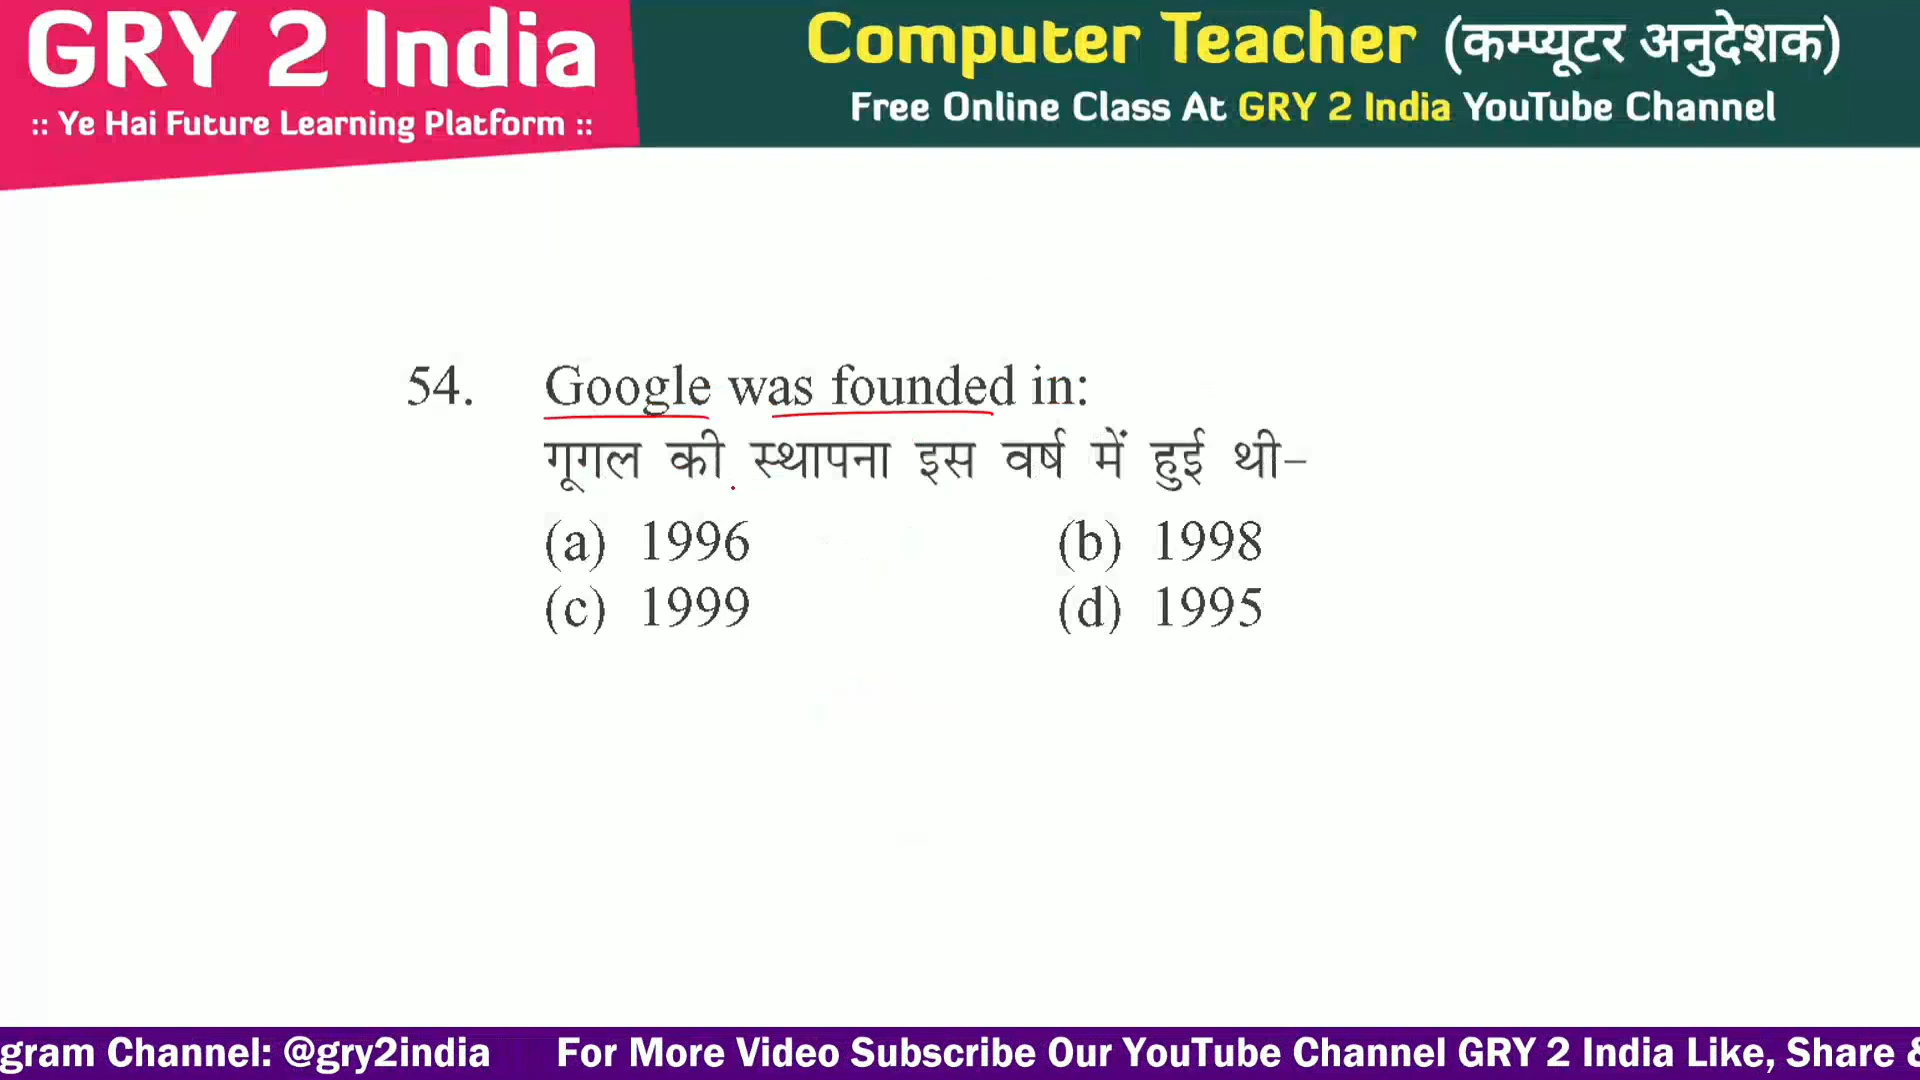 GRY 2 India
:: Ye Hai Future Learning Platform ::
Computer Teacher (कम्प्यूटर अनुदेशक)
Free Online Class At GRY 2 India YouTube Channel
54. Google was founded in:
गूगल की स्थापना इस वर्ष में हुई थी–
(a) 1996 (b) 1998
(c) 1999 (d) 1995
gram Channel: @gry2india For More Video Subscribe Our YouTube Channel GRY 2 India Like, Share &